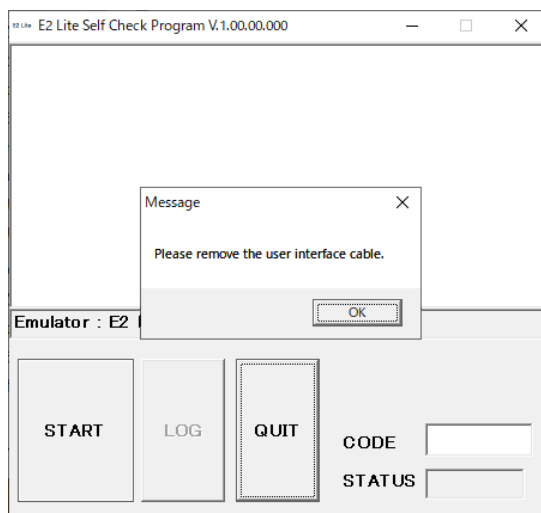 E2 Lite E2 Lite Self Check Program V.1.00.00.000
Message
Please remove the user interface cable.
OK
Emulator : E2
START
LOG
QUIT
CODE
STATUS